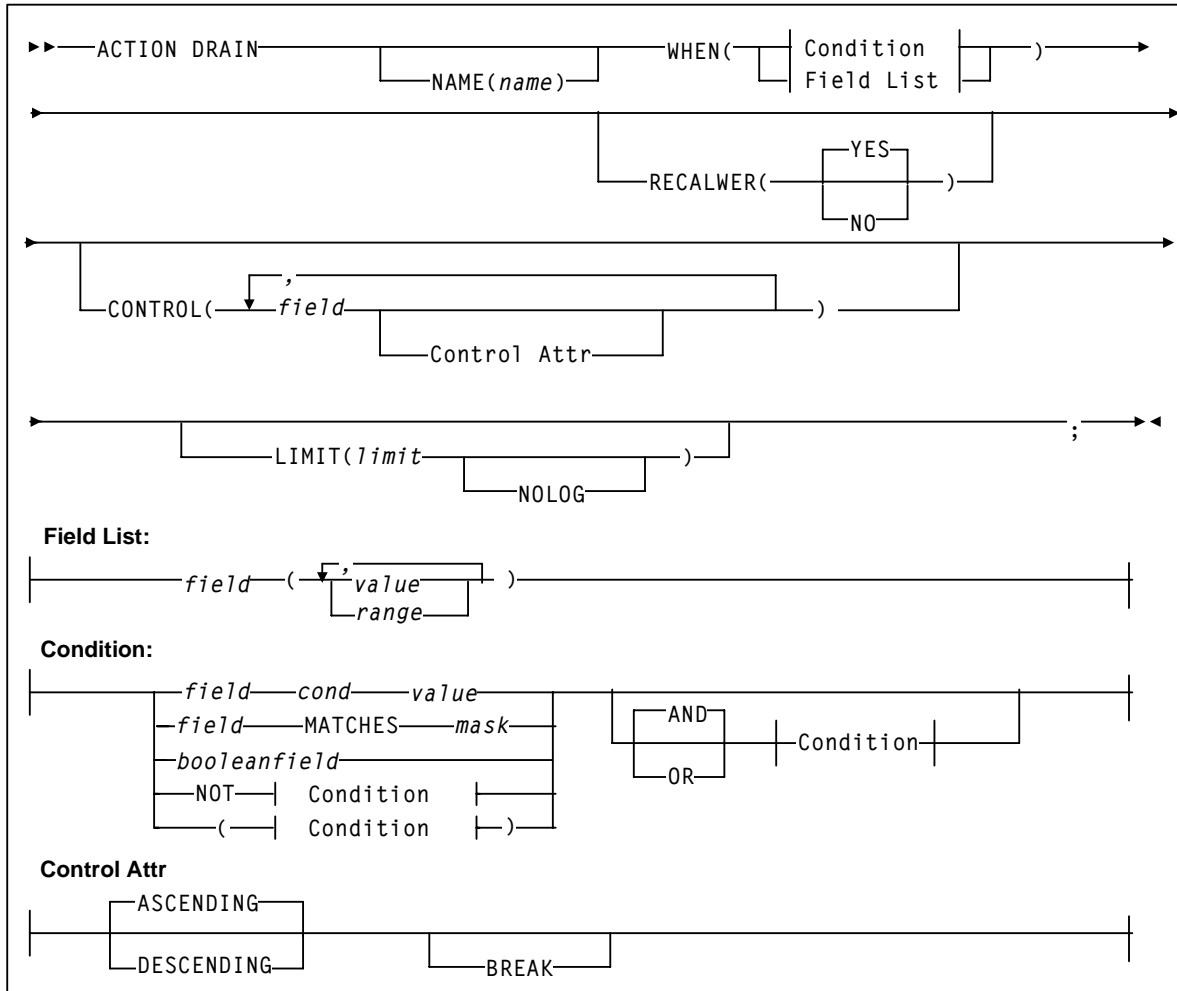 ACTION DRAIN NAME(name) WHEN( Condition )
Field List
YES
RECALWER( )
NO
,
CONTROL( field )
Control Attr
LIMIT(limit ) ;
NOLOG
Field List:
,
field ( value )
range
Condition:
field cond value
AND
field MATCHES mask
Condition
booleanfield
OR
NOT Condition
( Condition )
Control Attr
ASCENDING
DESCENDING
BREAK